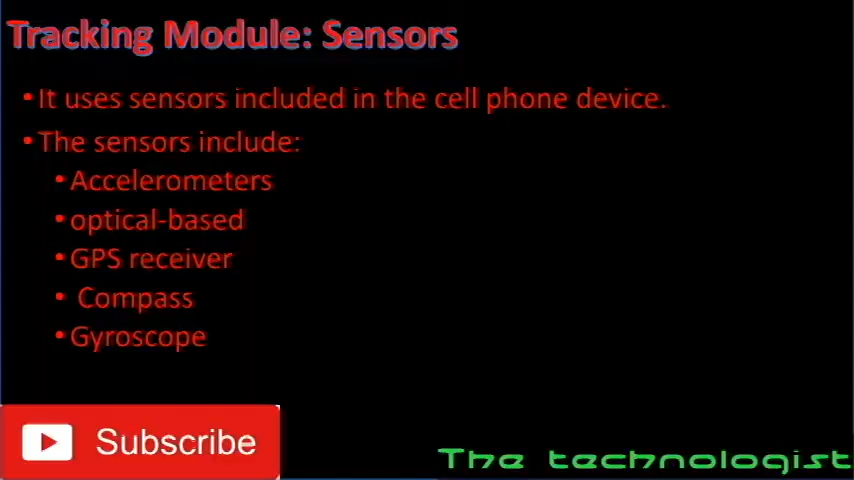 Tracking Module: Sensors
•It uses sensors included in the cell phone device.
•The sensors include:
•Accelerometers
•optical-based
•GPS receiver
• Compass
•Gyroscope
Subscribe
The technologist